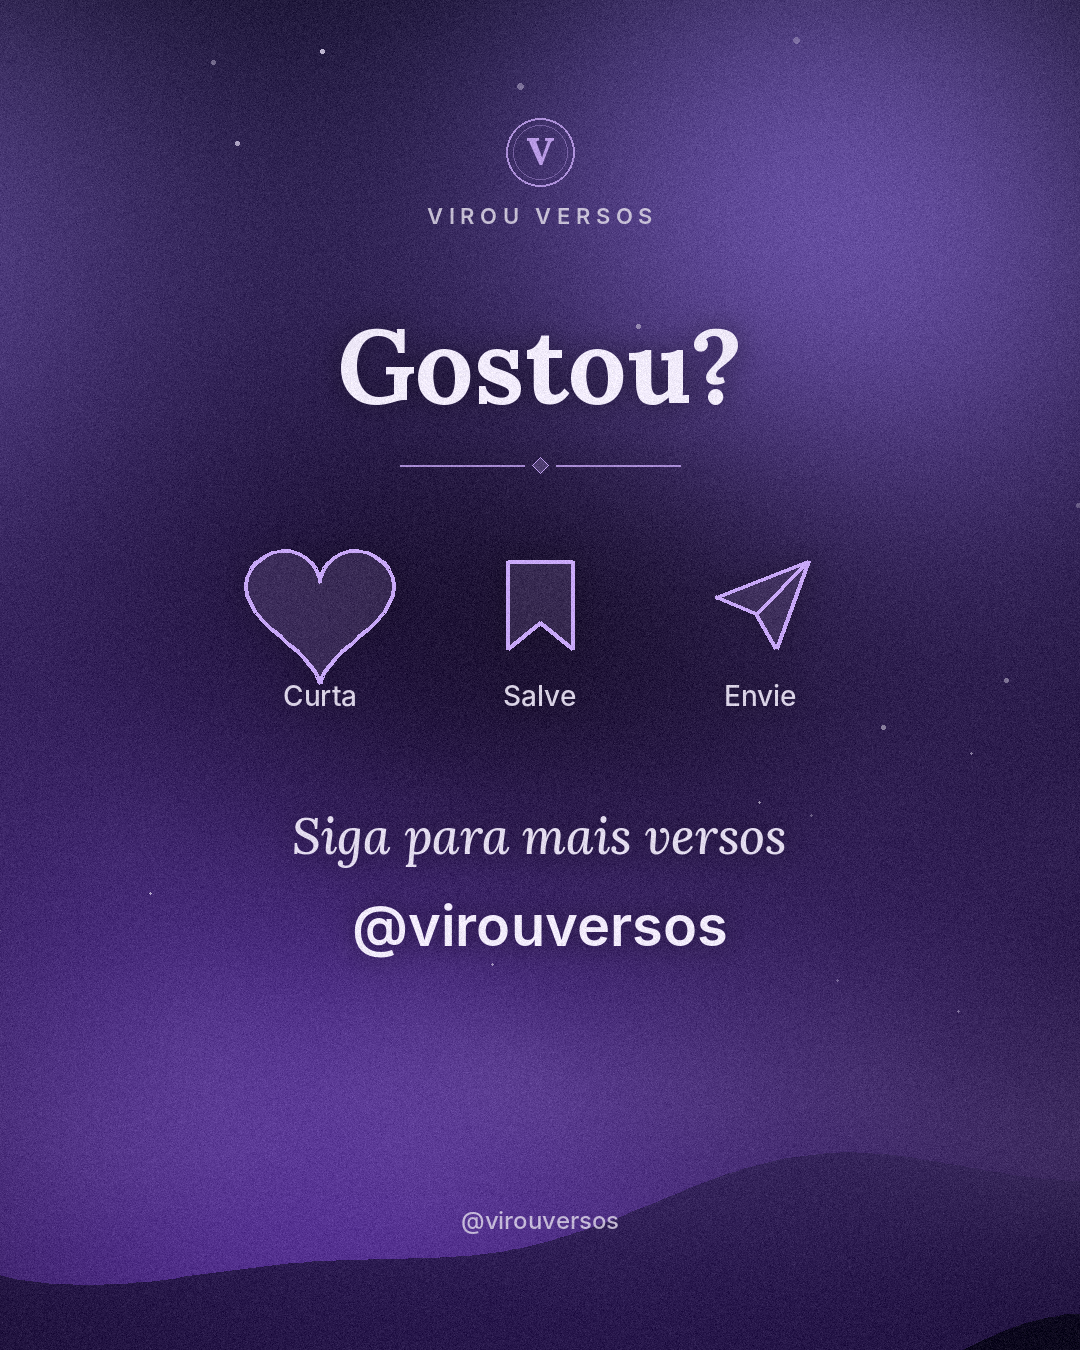 V
VIROU VERSOS
Gostou?
Curta Salve Envie
Siga para mais versos
@virouversos
@virouversos